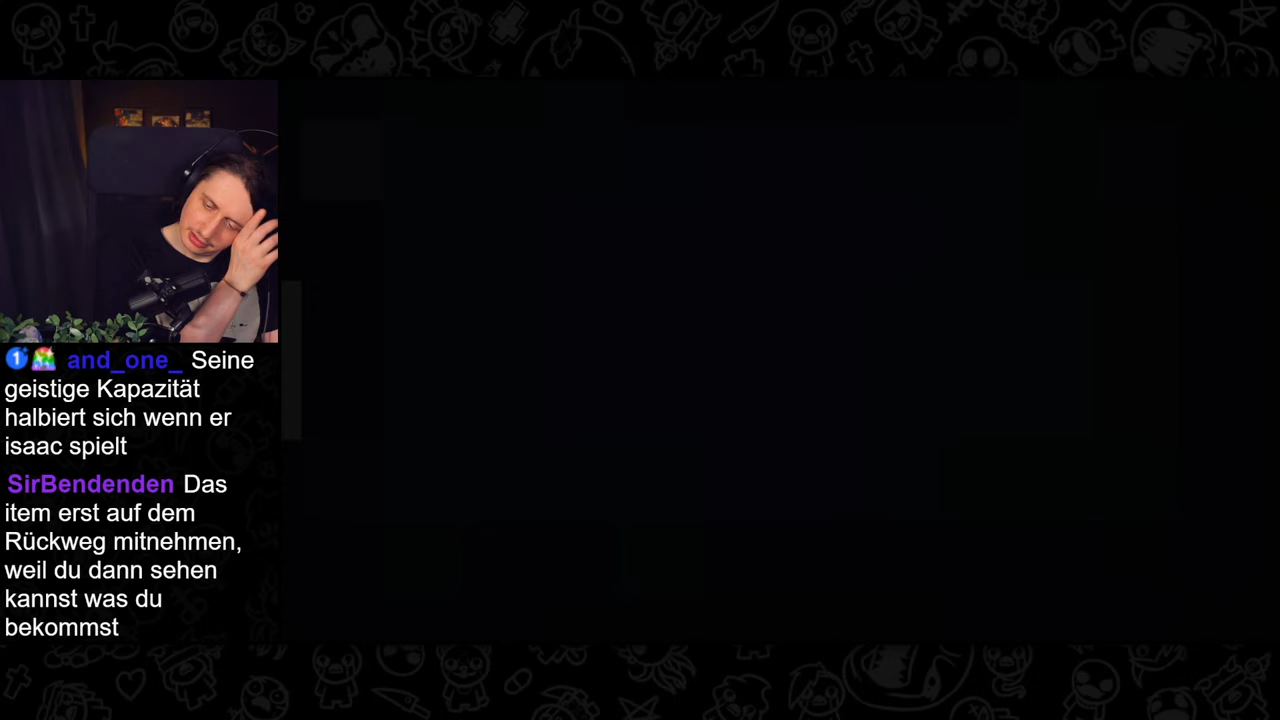 and_one_ Seine
geistige Kapazität
halbiert sich wenn er
isaac spielt
SirBendenden Das
item erst auf dem
Rückweg mitnehmen,
weil du dann sehen
kannst was du
bekommst